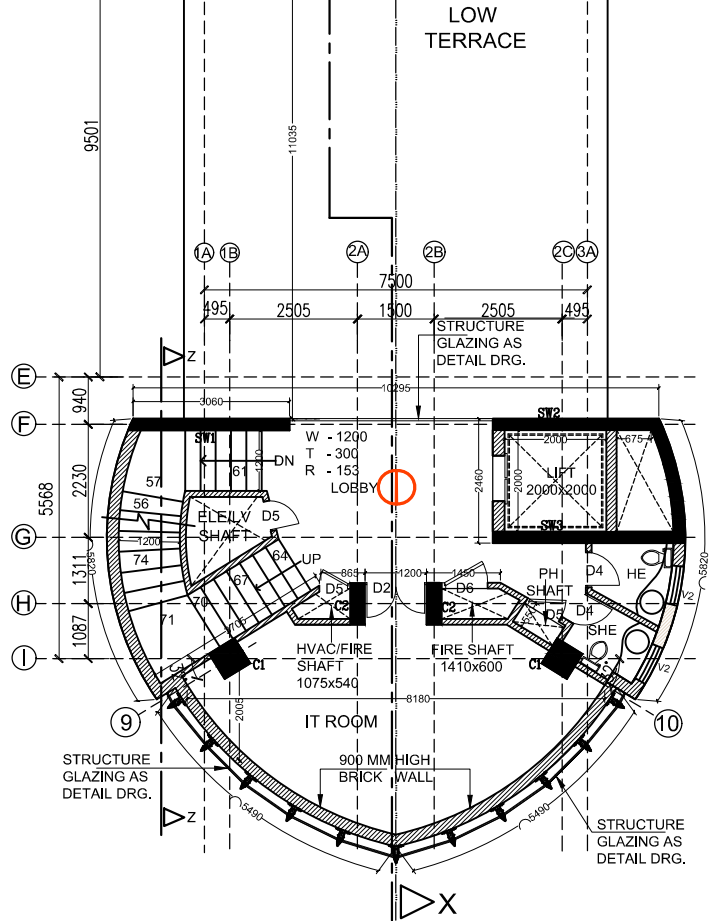 LOW
TERRACE
9501
11035
1A
1B
2A
2B
2C
3A
7500
495
2505
1500
2505
495
STRUCTURE
GLAZING AS
DETAIL DRG.
Z
E
10295
940
3060
F
SW1
SW2
W - 1200
T - 300
R - 153
LOBBY
2000
675
57
61
1200
DN
2460
2000
LIFT
2000x2000
5568
2230
56
ELE/LV
SHAFT
D5
SW3
G
1200
74
64
UP
865
1200
1450
PH
SHAFT
D4
HE
5820
5820
1311
67
D5
D2
D6
H
70
C2
C2
D5
D4
V2
71
1705
SHE
1087
HVAC/FIRE
SHAFT
1075x540
FIRE SHAFT
1410x600
I
C1
C1
V2
8180
9
2005
IT ROOM
10
STRUCTURE
GLAZING AS
DETAIL DRG.
900 MM HIGH
BRICK WALL
5490
5490
Z
STRUCTURE
GLAZING AS
DETAIL DRG.
X